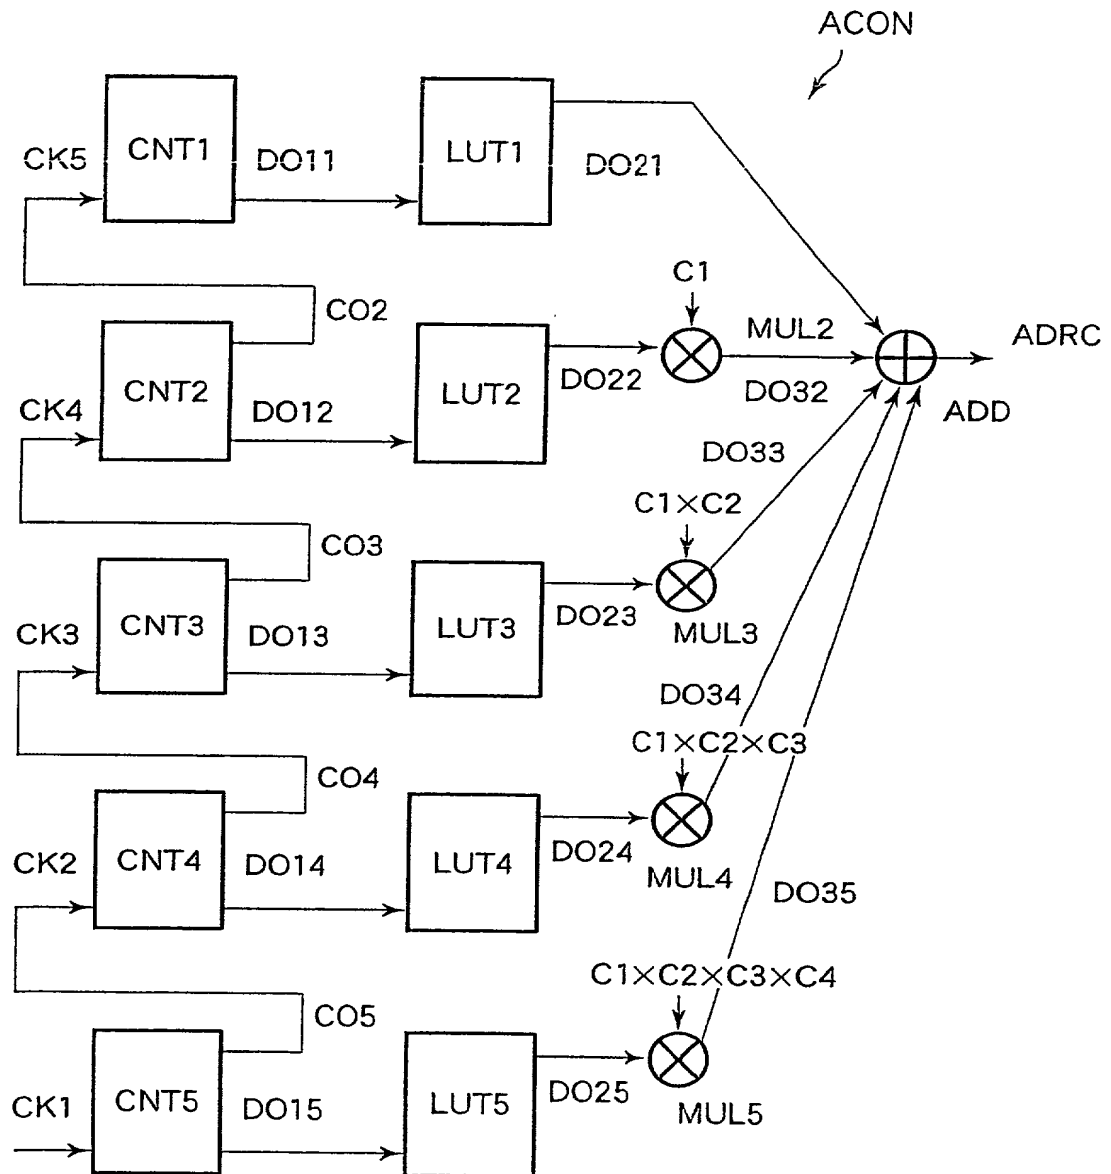 ACON
CK5
CNT1
DO11
LUT1
DO21
C1
CO2
MUL2
ADRC
CK4
CNT2
DO12
LUT2
DO22
DO32
ADD
DO33
C1×C2
CO3
CK3
CNT3
DO13
LUT3
DO23
MUL3
DO34
C1×C2×C3
CO4
CK2
CNT4
DO14
LUT4
DO24
MUL4
DO35
C1×C2×C3×C4
CO5
CK1
CNT5
DO15
LUT5
DO25
MUL5